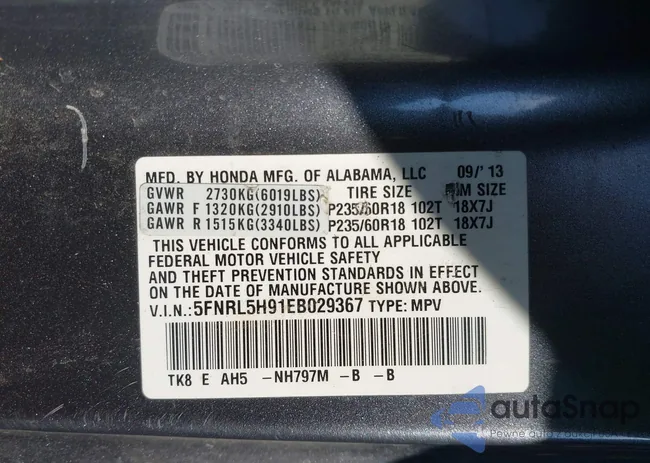 MFD. BY HONDA MFG. OF ALABAMA, LLC 09/'13
GVWR 2730KG(6019LBS) TIRE SIZE SIZE
GAWR F 1320KG(2910LBS) P235/60R18 102T 18X7J
GAWR R 1515KG(3340LBS) P235/60R18 102T 18X7J
THIS VEHICLE CONFORMS TO ALL APPLICABLE
FEDERAL MOTOR VEHICLE SAFETY
AND THEFT PREVENTION STANDARDS IN EFFECT
ON THE DATE OF MANUFACTURE SHOWN ABOVE.
V.I.N.: 5FNRL5H91EB029367 TYPE: MPV
TK8 E AH5 -NH797M -B -B
autoSnap
Pewne auto z aukcji